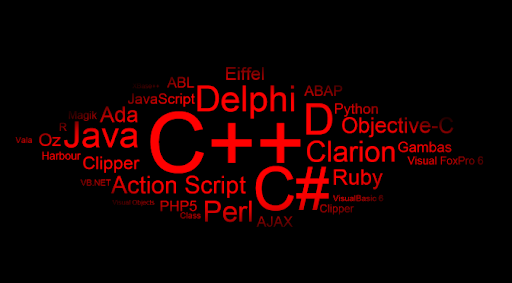 Eiffel
ABL
ABAP
JavaScript
Delphi
Python
Magik
Ada
D
Objective-C
R
C++
Vala
Oz
Java
Clarion
Gambas
Harbour
Clipper
Visual FoxPro 6
VB.NET
Action Script
C#
Ruby
VisualBasic 6
PHP5
Perl
Clipper
Class
AJAX